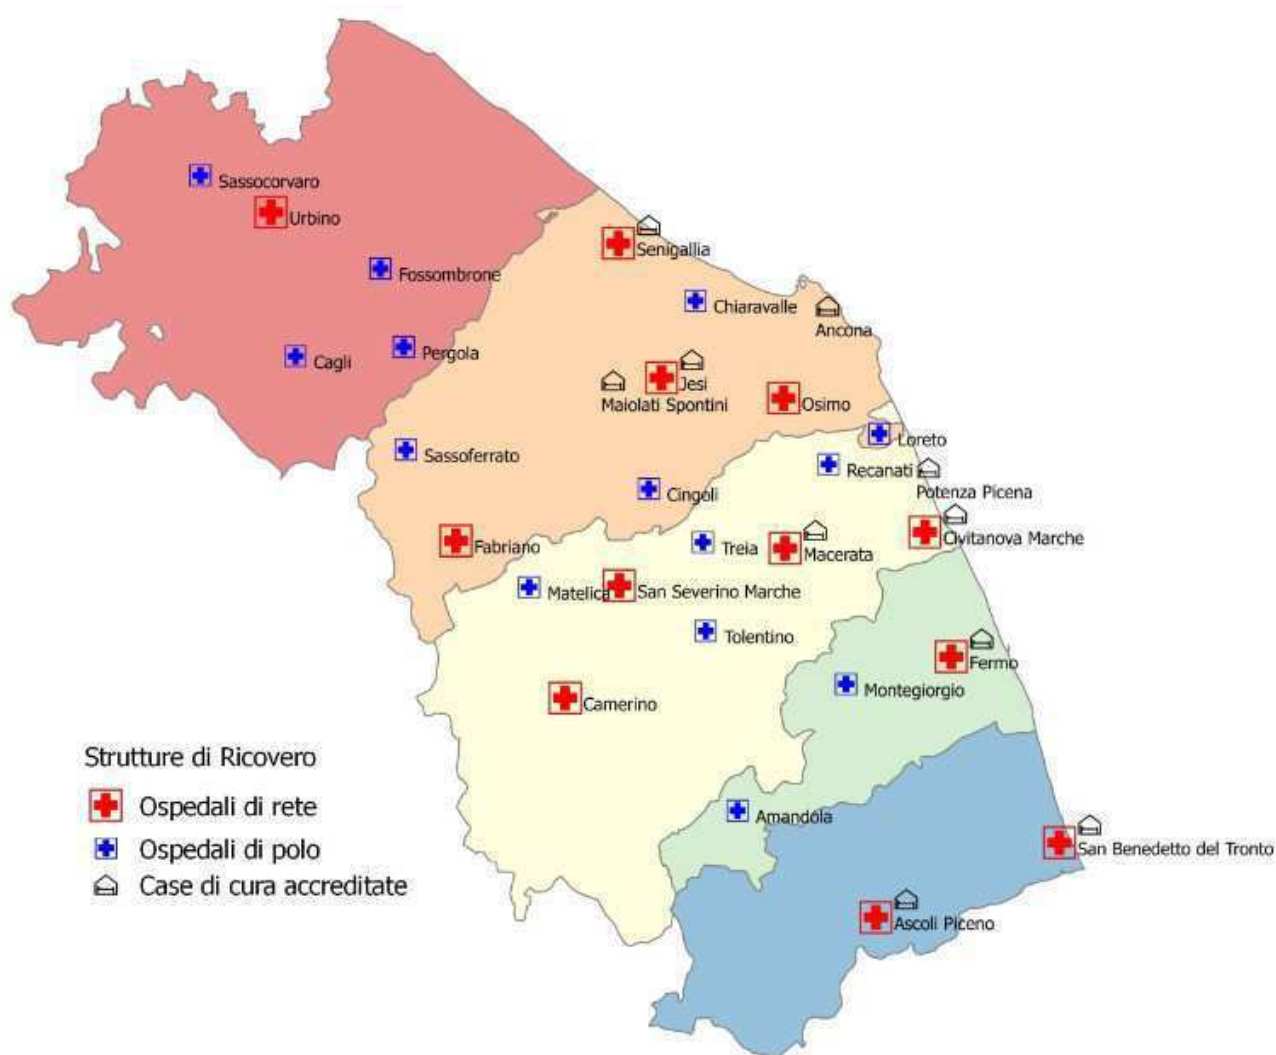 Sassocorvaro
Urbino
Senigallia
Fossombrone
Chiaravalle
Ancona
Pergola
Cagli
Jesi
Maiolati Spontini
Osimo
Loreto
Sassoferrato
Recanati
Potenza Picena
Cingoli
Civitanova Marche
Fabriano
Treia
Macerata
Matelica
San Severino Marche
Tolentino
Fermo
Montegiorgio
Camerino
Strutture di Ricovero
Ospedali di rete
Amandola
Ospedali di polo
San Benedetto del Tronto
Case di cura accreditate
Ascoli Piceno